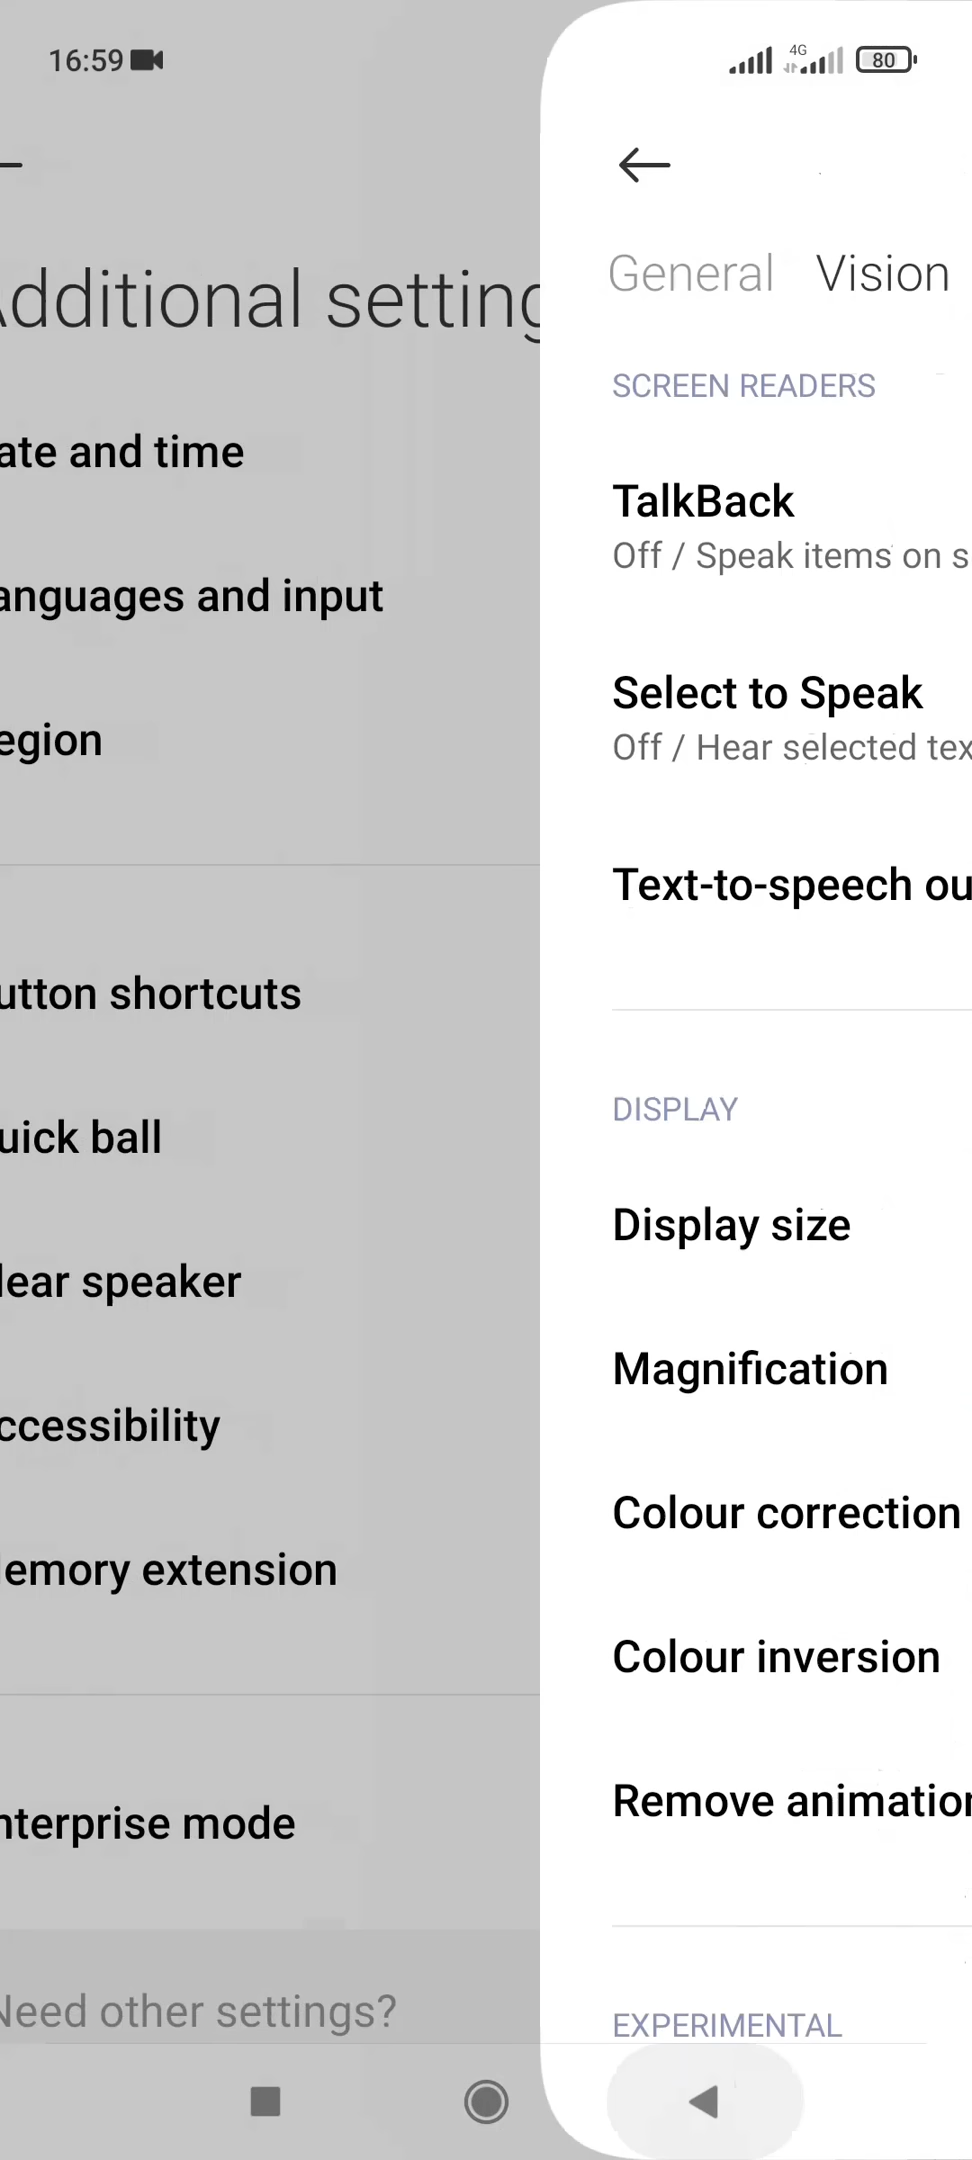 16:59
4G
80
Additional setting
ate and time
anguages and input
egion
utton shortcuts
uick ball
lear speaker
ccessibility
emory extension
nterprise mode
Need other settings?
General Vision
SCREEN READERS
TalkBack
Off / Speak items on s
Select to Speak
Off / Hear selected tex
Text-to-speech ou
DISPLAY
Display size
Magnification
Colour correction
Colour inversion
Remove animation
EXPERIMENTAL